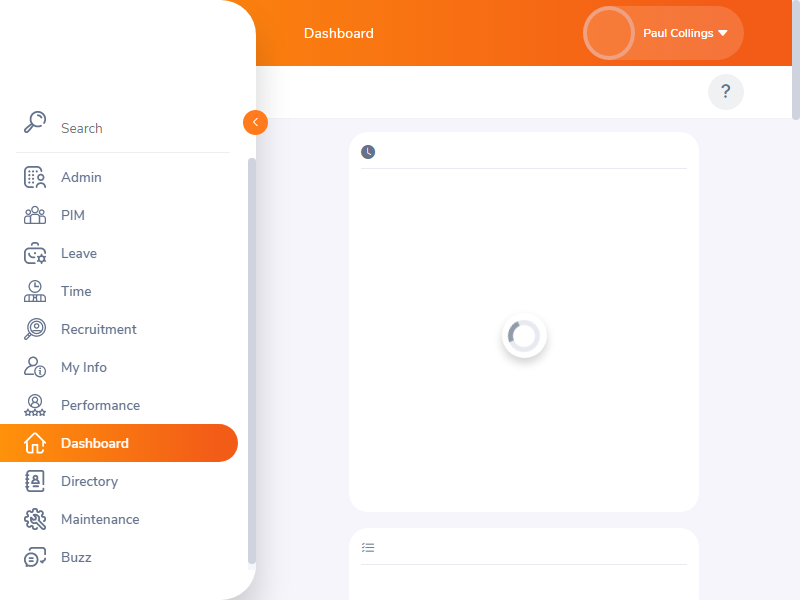 Dashboard
Paul Collings
?
Search
Admin
PIM
Leave
Time
Recruitment
My Info
Performance
Dashboard
Directory
Maintenance
Buzz